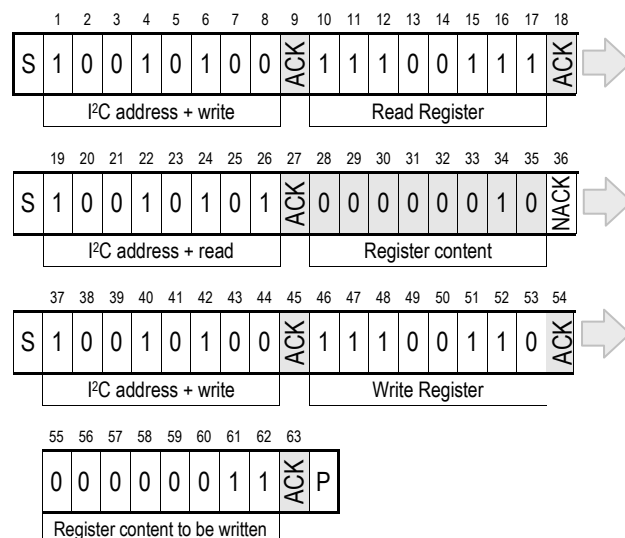 1 2 3 4 5 6 7 8 9 10 11 12 13 14 15 16 17 18
S 1 0 0 1 0 1 0 0 ACK 1 1 1 0 0 1 1 1 ACK
I²C address + write Read Register
19 20 21 22 23 24 25 26 27 28 29 30 31 32 33 34 35 36
S 1 0 0 1 0 1 0 1 ACK 0 0 0 0 0 0 1 0 NACK
I²C address + read Register content
37 38 39 40 41 42 43 44 45 46 47 48 49 50 51 52 53 54
S 1 0 0 1 0 1 0 0 ACK 1 1 1 0 0 1 1 0 ACK
I²C address + write Write Register
55 56 57 58 59 60 61 62 63
0 0 0 0 0 0 1 1 ACK P
Register content to be written